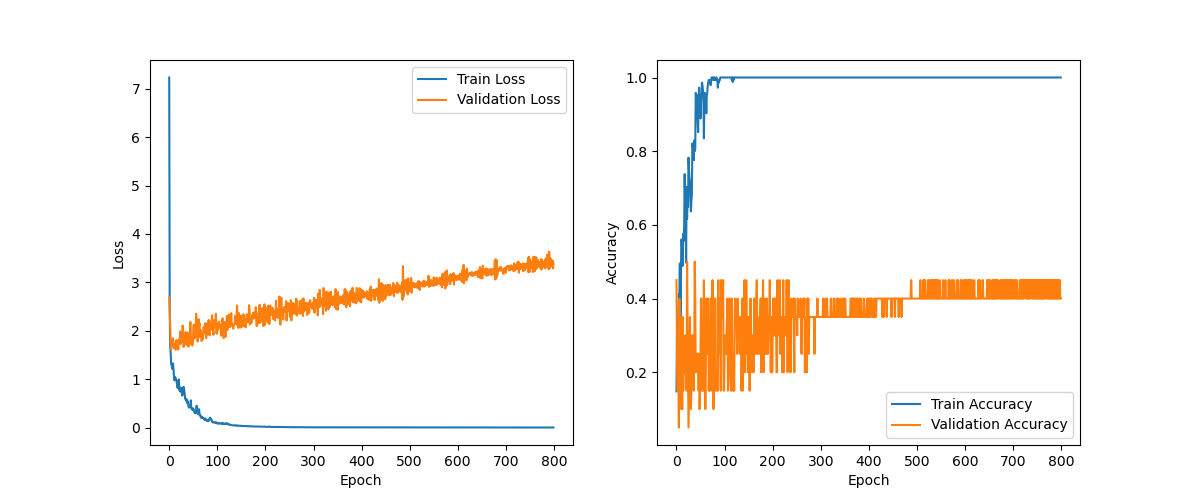 Loss
7
6
5
4
3
2
1
0
Train Loss
Validation Loss
0 100 200 300 400 500 600 700 800
Epoch
Accuracy
1.0
0.8
0.6
0.4
0.2
Train Accuracy
Validation Accuracy
0 100 200 300 400 500 600 700 800
Epoch